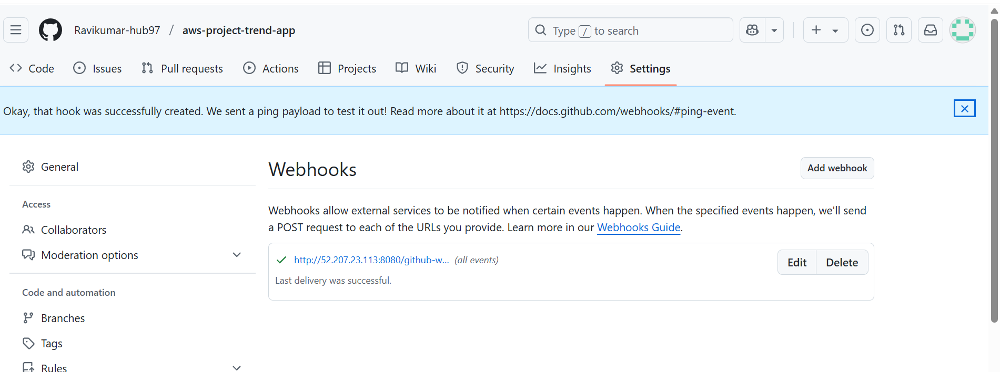 Ravikumar-hub97 / aws-project-trend-app
Type / to search
Code
Issues
Pull requests
Actions
Projects
Wiki
Security
Insights
Settings
Okay, that hook was successfully created. We sent a ping payload to test it out! Read more about it at https://docs.github.com/webhooks/#ping-event.
General
Access
Collaborators
Moderation options
Code and automation
Branches
Tags
Rules
Webhooks
Add webhook
Webhooks allow external services to be notified when certain events happen. When the specified events happen, we'll send
a POST request to each of the URLs you provide. Learn more in our Webhooks Guide.
http://52.207.23.113:8080/github-w... (all events)
Edit
Delete
Last delivery was successful.